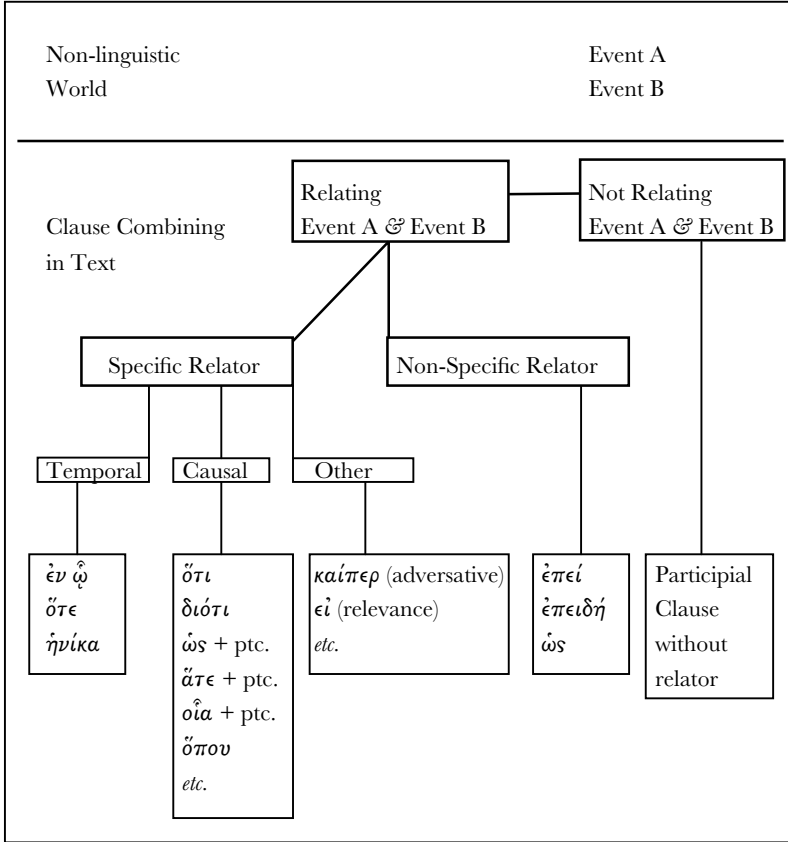 Non-linguistic
World
Event A
Event B
Clause Combining
in Text
Relating
Event A & Event B
Not Relating
Event A & Event B
Specific Relator
Non-Specific Relator
Temporal
Causal
Other
ἐν ᾧ
ὅτε
ἡνίκα
ὅτι
διότι
ὡς + ptc.
ἅτε + ptc.
οἷα + ptc.
ὅπου
etc.
καίπερ (adversative)
εἰ (relevance)
etc.
ἐπεί
ἐπειδή
ὡς
Participial
Clause
without
relator